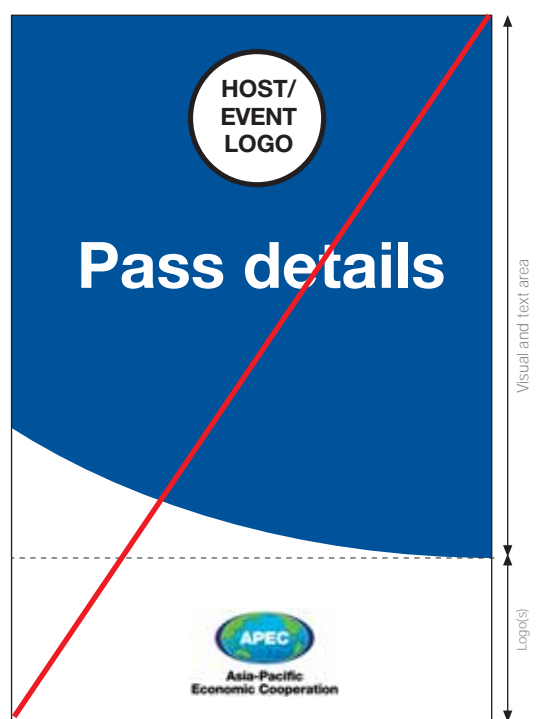 HOST/
EVENT
LOGO
Pass details
Visual and text area
APEC
Asia-Pacific
Economic Cooperation
Logo(s)